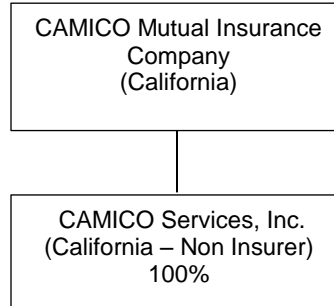 CAMICO Mutual Insurance
Company
(California)
CAMICO Services, Inc.
(California – Non Insurer)
100%